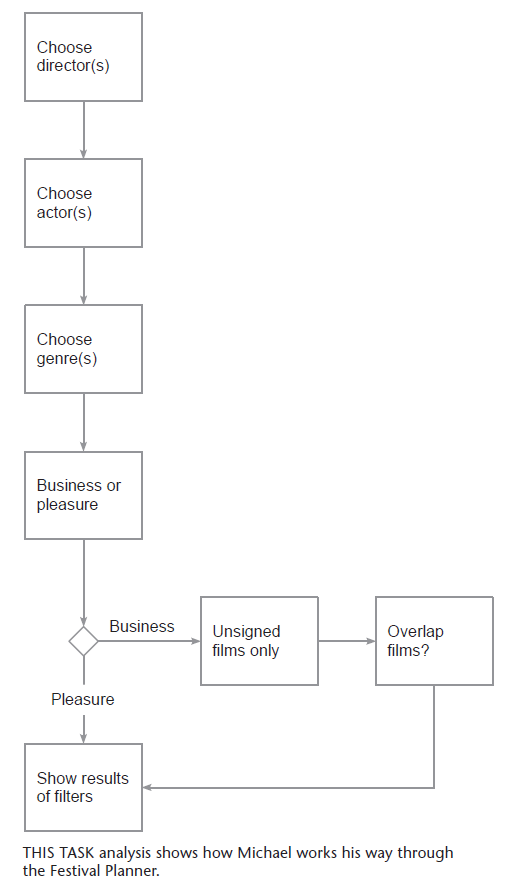 Choose
director(s)
Choose
actor(s)
Choose
genre(s)
Business or
pleasure
Business
Unsigned
films only
Overlap
films?
Pleasure
Show results
of filters
THIS TASK analysis shows how Michael works his way through
the Festival Planner.